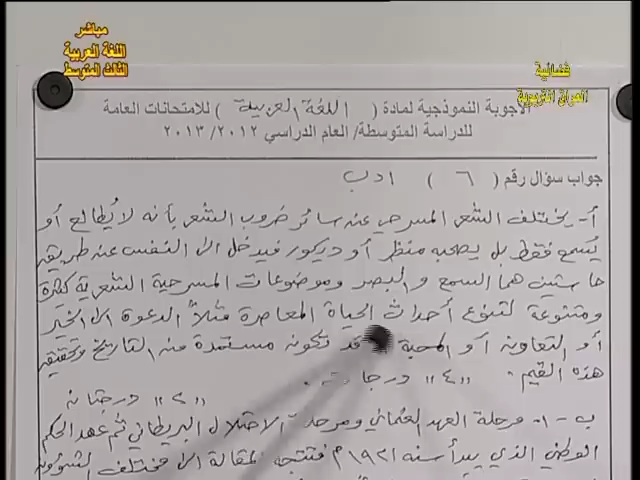 مباشر
اللغة العربية
الثالث المتوسط
فضائية
العراق التربوية
الأجوبة النموذجية لمادة ( اللغة العربية ) للامتحانات العامة
للدراسة المتوسطة/ العام الدراسي ٢٠١٢/ ٢٠١٣
جواب سؤال رقم ( ٦ ) ادب
أ- يختلف الشعر المسرحي عن سائر ضروب الشعر بأنه لا يُطالع أو
يُسمع فقط بل يصحبه منظر أو ديكور فيدخل الى النفس عن طريق
حاستين هما السمع والبصر وموضوعات المسرحية الشعرية كثيرة
ومتنوعة لتنوع أحداث الحياة المعاصرة مثلاً الدعوة الى الخير
أو التعاون أو المحبة قد تكون مستمدة من التاريخ وتحقيق
هذه القيم. "٤" درجات.
"٢" درجتان
ب - ١- مرحلة العهد العثماني ومرحلة الاحتلال البريطاني ثم عهد الحكم
الوطني الذي يبدأ سنة ١٩٢١م فتتجه المقالة الى مختلف الشؤون